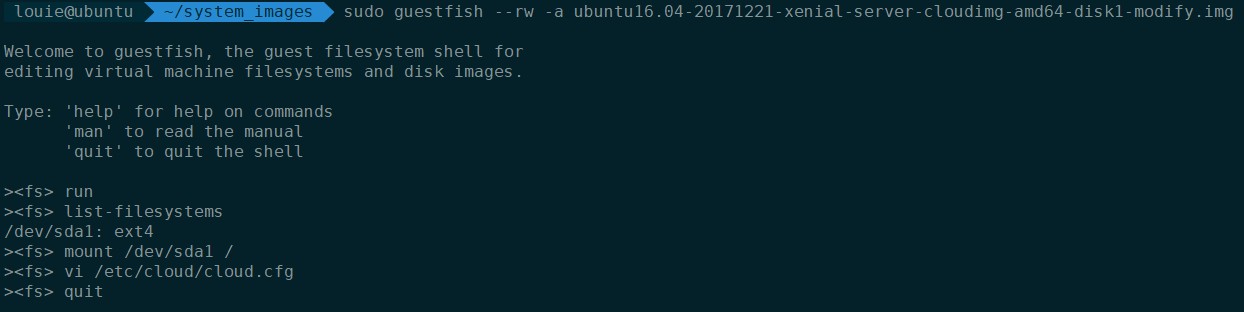 louie@ubuntu ~/system_images sudo guestfish --rw -a ubuntu16.04-20171221-xenial-server-cloudimg-amd64-disk1-modify.img
Welcome to guestfish, the guest filesystem shell for
editing virtual machine filesystems and disk images.
Type: 'help' for help on commands
'man' to read the manual
'quit' to quit the shell
><fs> run
><fs> list-filesystems
/dev/sda1: ext4
><fs> mount /dev/sda1 /
><fs> vi /etc/cloud/cloud.cfg
><fs> quit